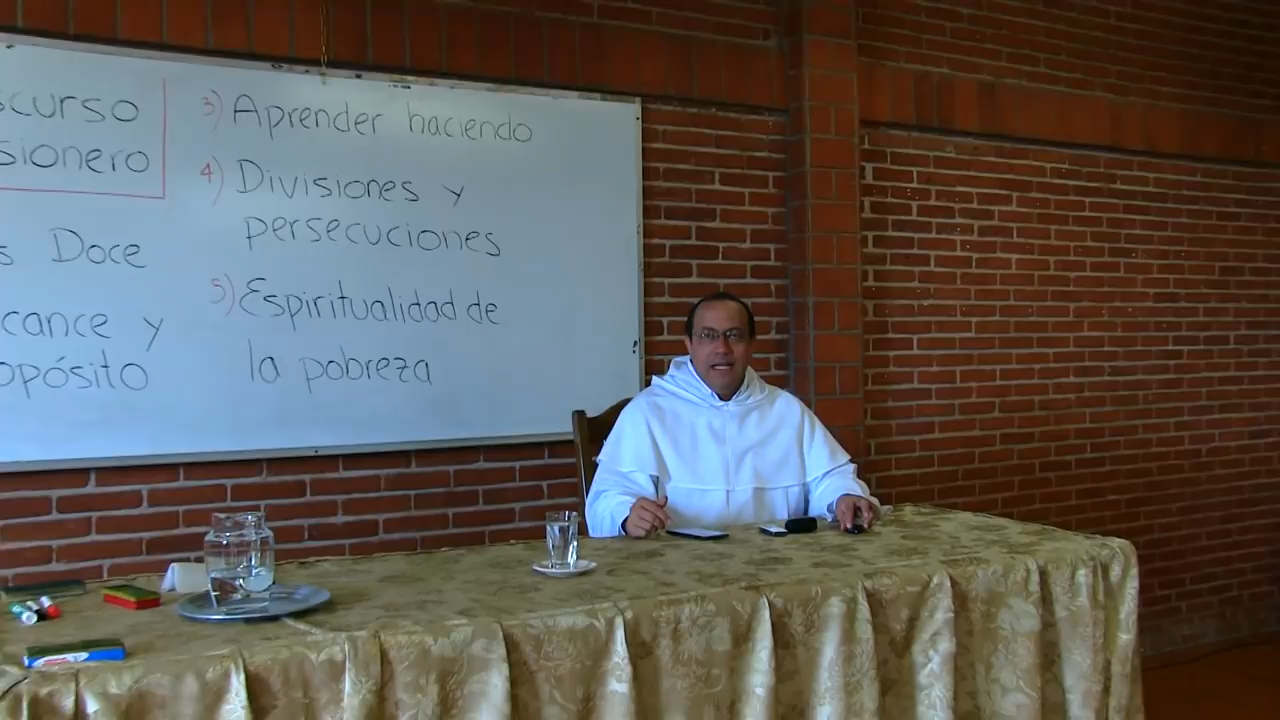 scurso
sionero
s Doce
cance y
opósito
3) Aprender haciendo
4) Divisiones y
persecuciones
5) Espiritualidad de
la pobreza